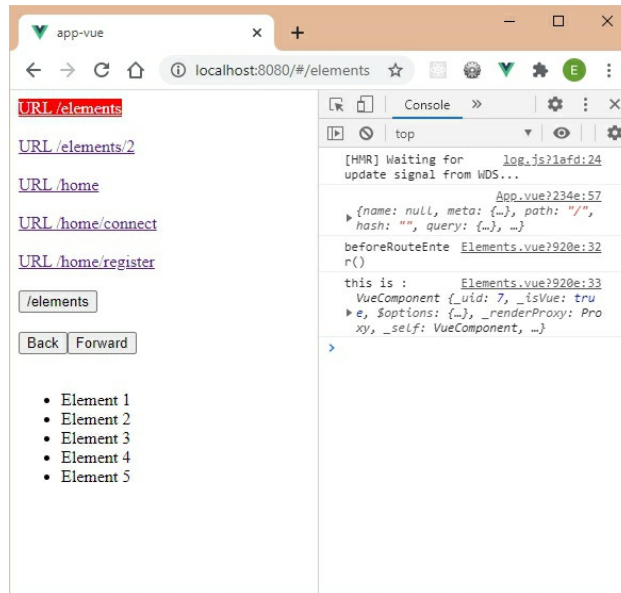 app-vue
localhost:8080/#/elements
E
URL /elements
URL /elements/2
URL /home
URL /home/connect
URL /home/register
/elements
Back Forward
Element 1
Element 2
Element 3
Element 4
Element 5
Console »
top
[HMR] Waiting for log.js?1afd:24
update signal from WDS...
App.vue?234e:57
{name: null, meta: {…}, path: "/",
hash: "", query: {…}, …}
beforeRouteEnte Elements.vue?920e:32
r()
this is : Elements.vue?920e:33
VueComponent {_uid: 7, _isVue: tru
e, $options: {…}, _renderProxy: Pro
xy, _self: VueComponent, …}